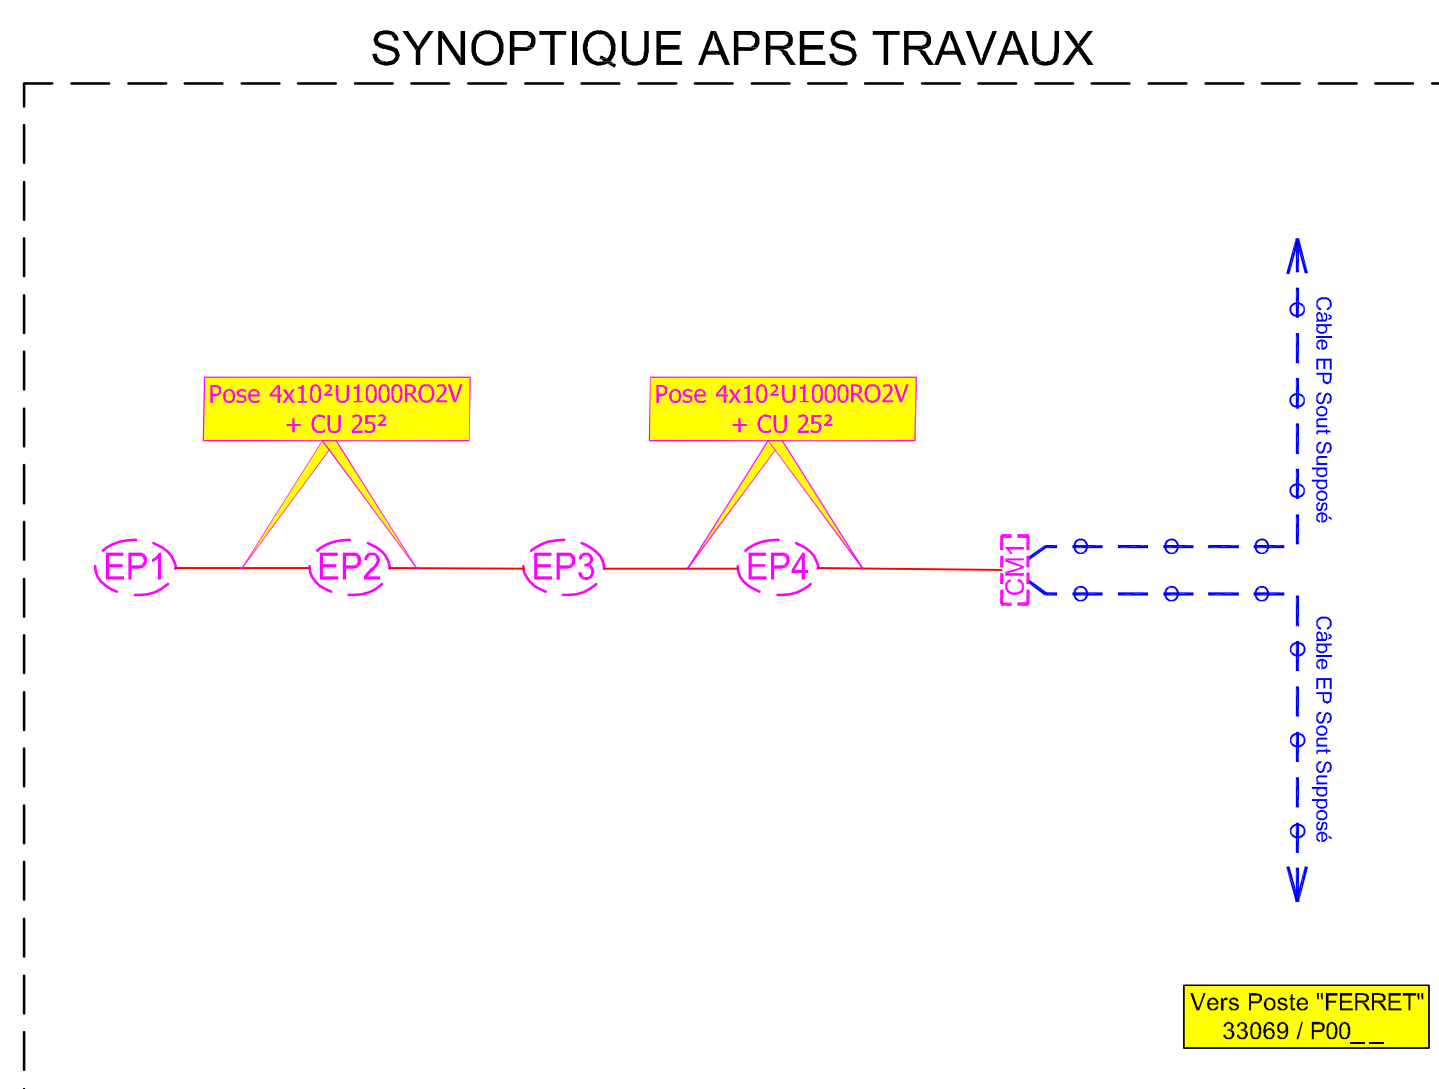 SYNOPTIQUE APRES TRAVAUX
Pose 4x10²U1000RO2V
+ CU 25²
Pose 4x10²U1000RO2V
+ CU 25²
EP1
EP2
EP3
EP4
CM1
Câble EP Sout Supposé
Câble EP Sout Supposé
Vers Poste "FERRET"
33069 / P00_ _